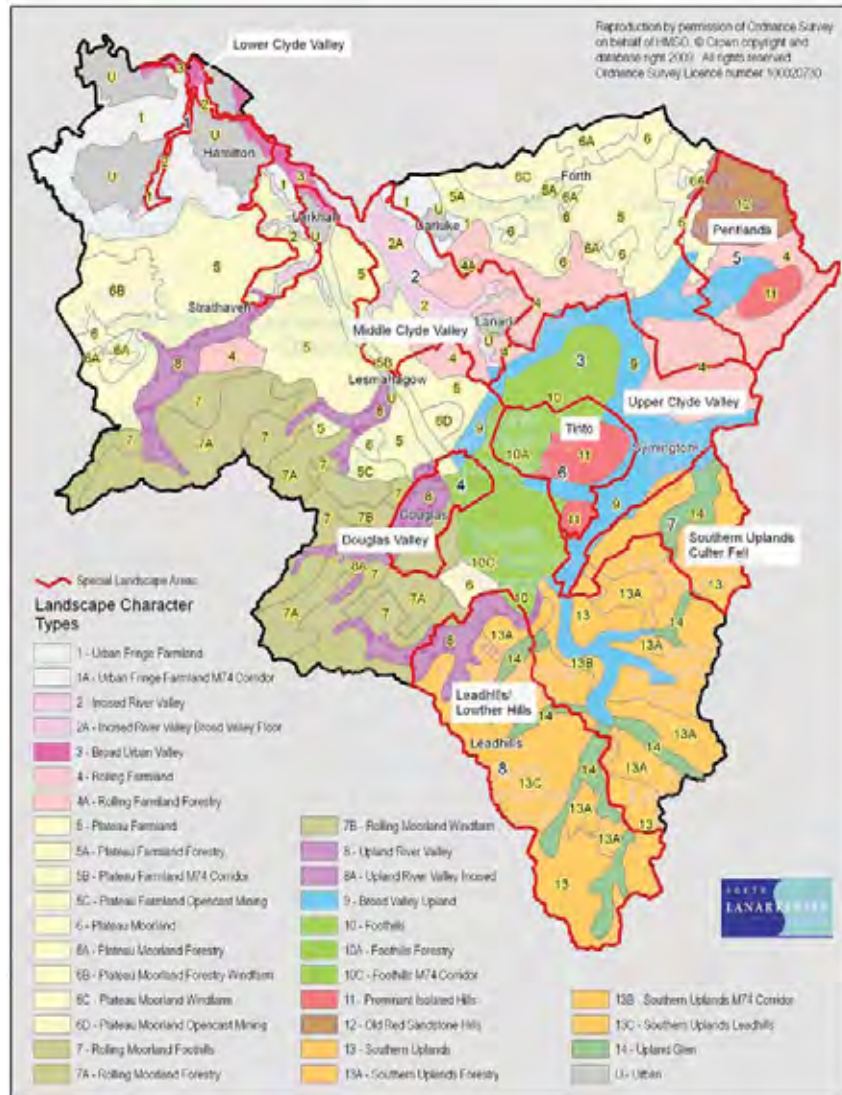 Reproduction by permission of Ordnance Survey
on behalf of HMSO. © Crown copyright and
database right 2009. All rights reserved.
Ordnance Survey Licence number 100020730
Lower Clyde Valley
Hamilton
Larkhall
Forth
Carluke
Pentlands
Strathaven
Middle Clyde Valley
Lanark
Lesmahagow
Upper Clyde Valley
Tinto
Symington
Douglas
Douglas Valley
Southern Uplands
Culter Fell
Leadhills/
Lowther Hills
Leadhills
Special Landscape Areas
Landscape Character
Types
1 - Urban Fringe Farmland
1A - Urban Fringe Farmland M74 Corridor
2 - Incised River Valley
2A - Incised River Valley Broad Valley Floor
3 - Broad Urban Valley
4 - Rolling Farmland
4A - Rolling Farmland Forestry
5 - Plateau Farmland
5A - Plateau Farmland Forestry
5B - Plateau Farmland M74 Corridor
5C - Plateau Farmland Opencast Mining
6 - Plateau Moorland
6A - Plateau Moorland Forestry
6B - Plateau Moorland Forestry Windfarm
6C - Plateau Moorland Windfarm
6D - Plateau Moorland Opencast Mining
7 - Rolling Moorland Foothills
7A - Rolling Moorland Forestry
7B - Rolling Moorland Windfarm
8 - Upland River Valley
8A - Upland River Valley Incised
9 - Broad Valley Upland
10 - Foothills
10A - Foothills Forestry
10C - Foothills M74 Corridor
11 - Prominent Isolated Hills
12 - Old Red Sandstone Hills
13 - Southern Uplands
13A - Southern Uplands Forestry
13B - Southern Uplands M74 Corridor
13C - Southern Uplands Leadhills
14 - Upland Glen
U - Urban
SOUTH